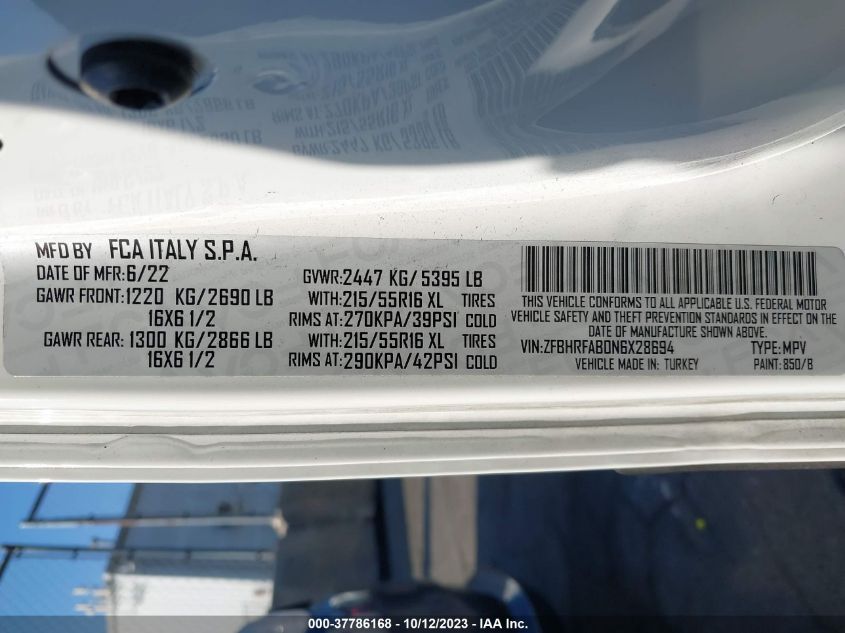 MFD BY FCA ITALY S.P.A.
DATE OF MFR:6/22
GAWR FRONT:1220 KG/2690 LB
16X6 1/2
GAWR REAR: 1300 KG/2866 LB
16X6 1/2
GVWR:2447 KG/5395 LB
WITH:215/55R16 XL TIRES
RIMS AT:270KPA/39PSI COLD
WITH:215/55R16 XL TIRES
RIMS AT:290KPA/42PSI COLD
THIS VEHICLE CONFORMS TO ALL APPLICABLE U.S. FEDERAL MOTOR
VEHICLE SAFETY AND THEFT PREVENTION STANDARDS IN EFFECT ON THE
DATE OF MANUFACTURE SHOWN ABOVE.
VIN:ZFBHRFAB0N6X28694 TYPE:MPV
VEHICLE MADE IN: TURKEY PAINT:850/B
000-37786168 - 10/12/2023 - IAA Inc.